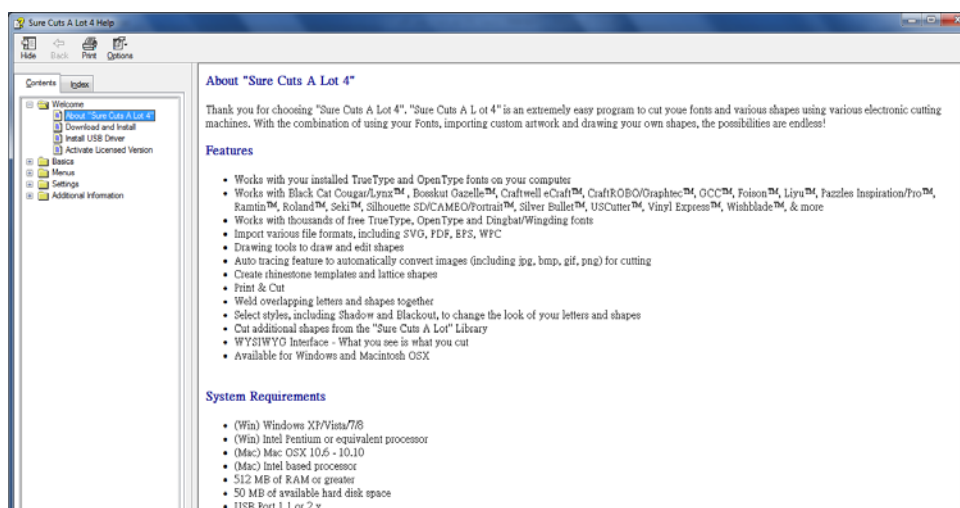 Sure Cuts A Lot 4 Help
Hide Back Print Options
Contents Index
Welcome
About "Sure Cuts A Lot 4"
Download and Install
Install USB Driver
Activate Licensed Version
Basics
Menus
Settings
Additional Information
About "Sure Cuts A Lot 4"
Thank you for choosing "Sure Cuts A Lot 4". "Sure Cuts A L ot 4" is an extremely easy program to cut youe fonts and various shapes using various electronic cutting
machines. With the combination of using your Fonts, importing custom artwork and drawing your own shapes, the possibilities are endless!
Features
• Works with your installed TrueType and OpenType fonts on your computer
• Works with Black Cat Cougar/Lynx™, Bosskut Gazelle™, Craftwell eCraft™, CraftROBO/Graphtec™, GCC™, Foison™, Liyu™, Pazzles Inspiration/Pro™,
Ramtin™, Roland™, Seki™, Silhouette SD/CAMEO/Portrait™, Silver Bullet™, USCutter™, Vinyl Express™, Wishblade™, & more
• Works with thousands of free TrueType, OpenType and Dingbat/Wingding fonts
• Import various file formats, including SVG, PDF, EPS, WPC
• Drawing tools to draw and edit shapes
• Auto tracing feature to automatically convert images (including jpg, bmp, gif, png) for cutting
• Create rhinestone templates and lattice shapes
• Print & Cut
• Weld overlapping letters and shapes together
• Select styles, including Shadow and Blackout, to change the look of your letters and shapes
• Cut additional shapes from the "Sure Cuts A Lot" Library
• WYSIWYG Interface - What you see is what you cut
• Available for Windows and Macintosh OSX
System Requirements
• (Win) Windows XP/Vista/7/8
• (Win) Intel Pentium or equivalent processor
• (Mac) Mac OSX 10.6 - 10.10
• (Mac) Intel based processor
• 512 MB of RAM or greater
• 50 MB of available hard disk space
• USB Port 1.1 or 2.x